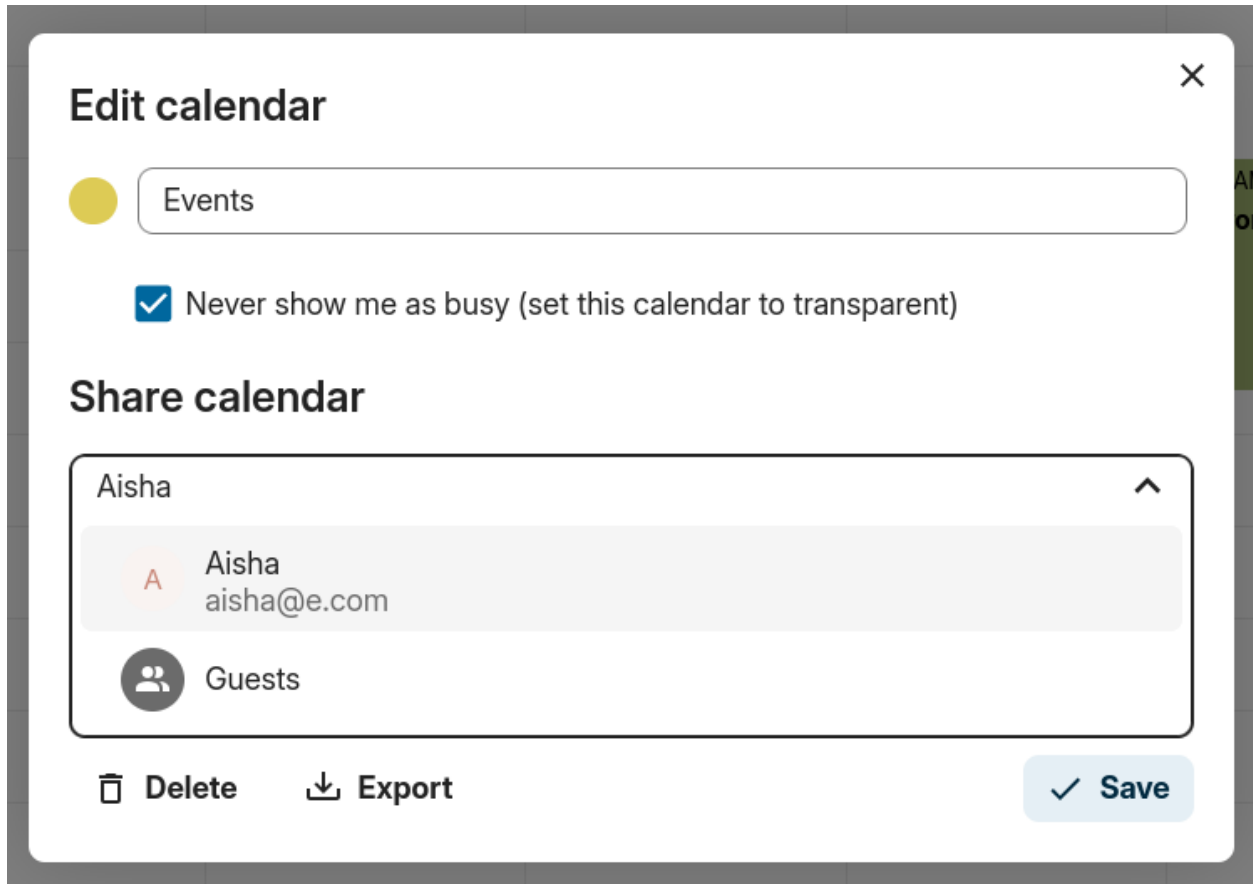 Edit calendar
Events
Never show me as busy (set this calendar to transparent)
Share calendar
Aisha
A
Aisha
aisha@e.com
Guests
Delete
Export
Save